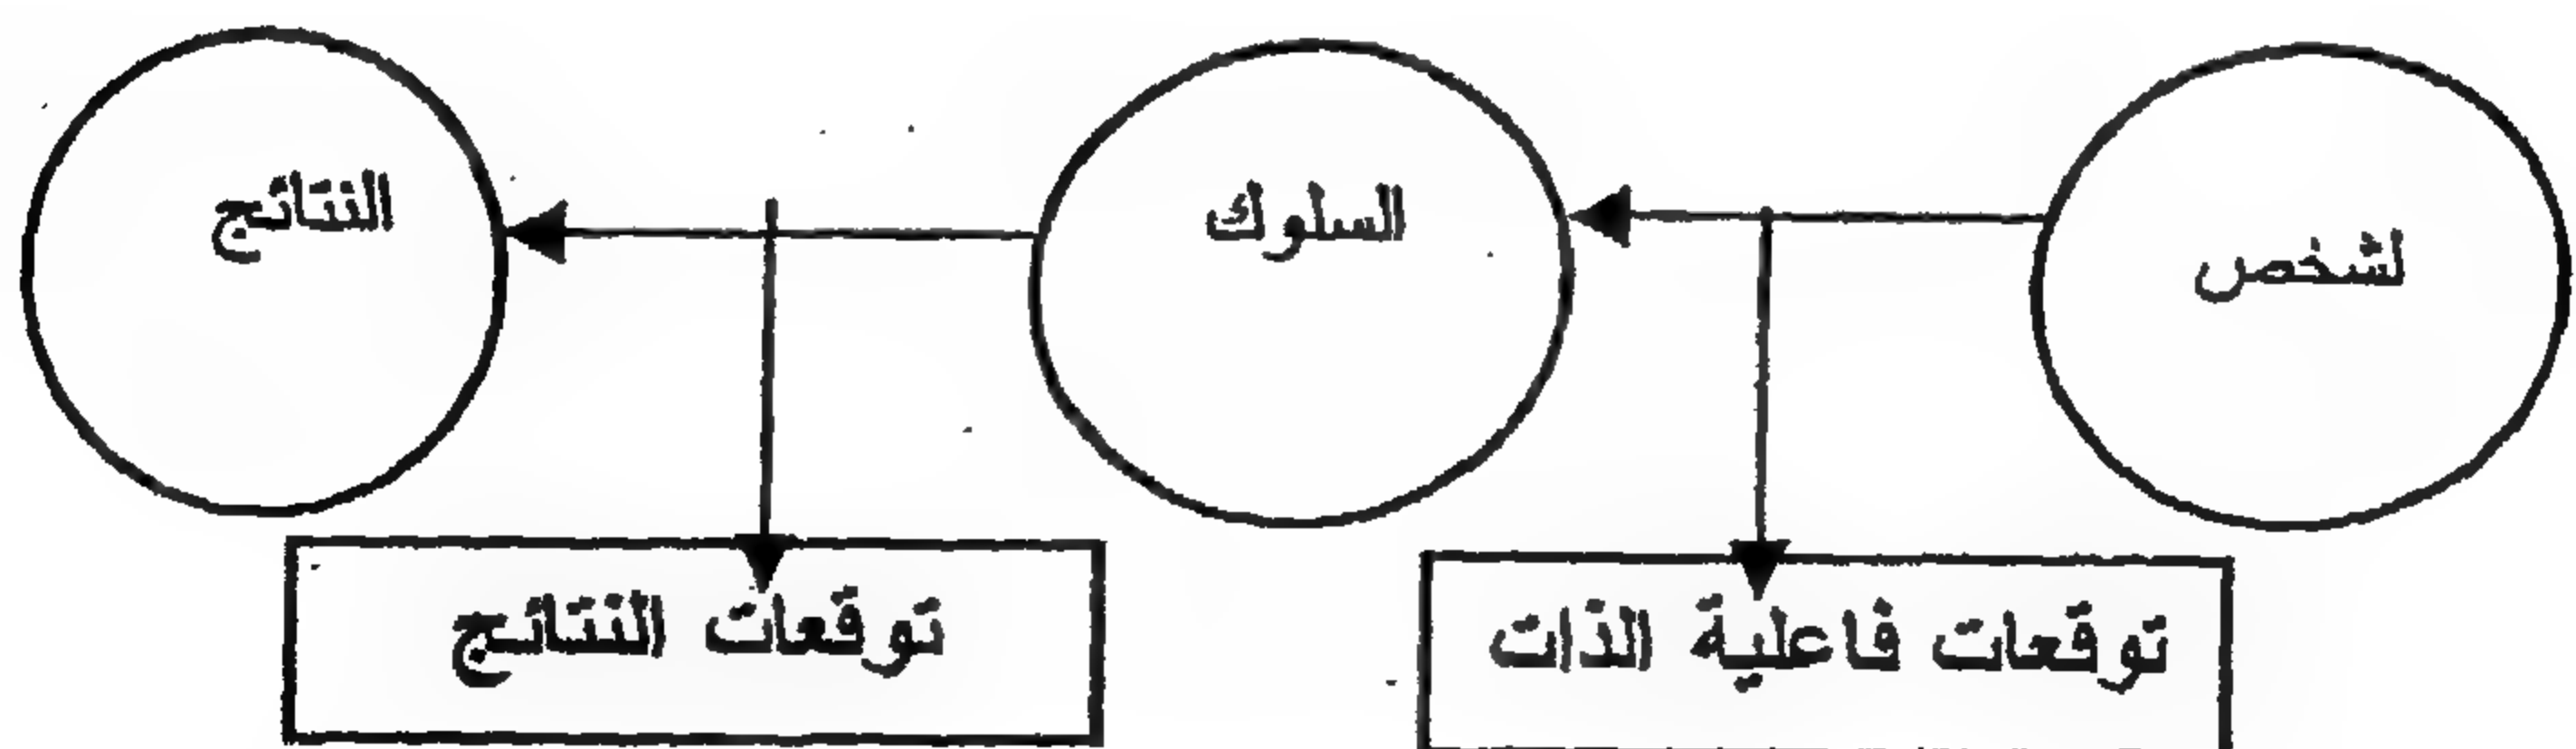 لشخص
السلوك
النتائج
توقعات فاعلية الذات
توقعات النتائج